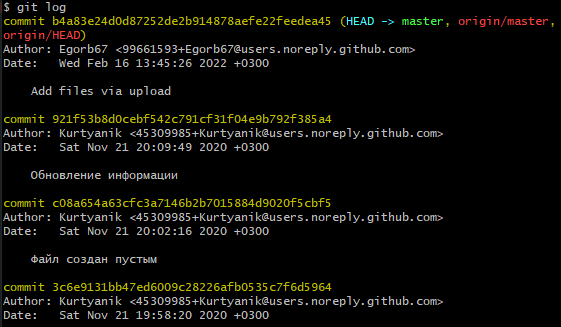 $ git log
commit b4a83e24d0d87252de2b914878aefe22feedea45 (HEAD -> master, origin/master,
origin/HEAD)
Author: Egorb67 <99661593+Egorb67@users.noreply.github.com>
Date:   Wed Feb 16 13:45:26 2022 +0300
    Add files via upload
commit 921f53b8d0cebf542c791cf31f04e9b792f385a4
Author: Kurtyanik <45309985+Kurtyanik@users.noreply.github.com>
Date:   Sat Nov 21 20:09:49 2020 +0300
    Обновление информации
commit c08a654a63cfc3a7146b2b7015884d9020f5cbf5
Author: Kurtyanik <45309985+Kurtyanik@users.noreply.github.com>
Date:   Sat Nov 21 20:02:16 2020 +0300
    Файл создан пустым
commit 3c6e9131bb47ed6009c28226afb0535c7f6d5964
Author: Kurtyanik <45309985+Kurtyanik@users.noreply.github.com>
Date:   Sat Nov 21 19:58:20 2020 +0300